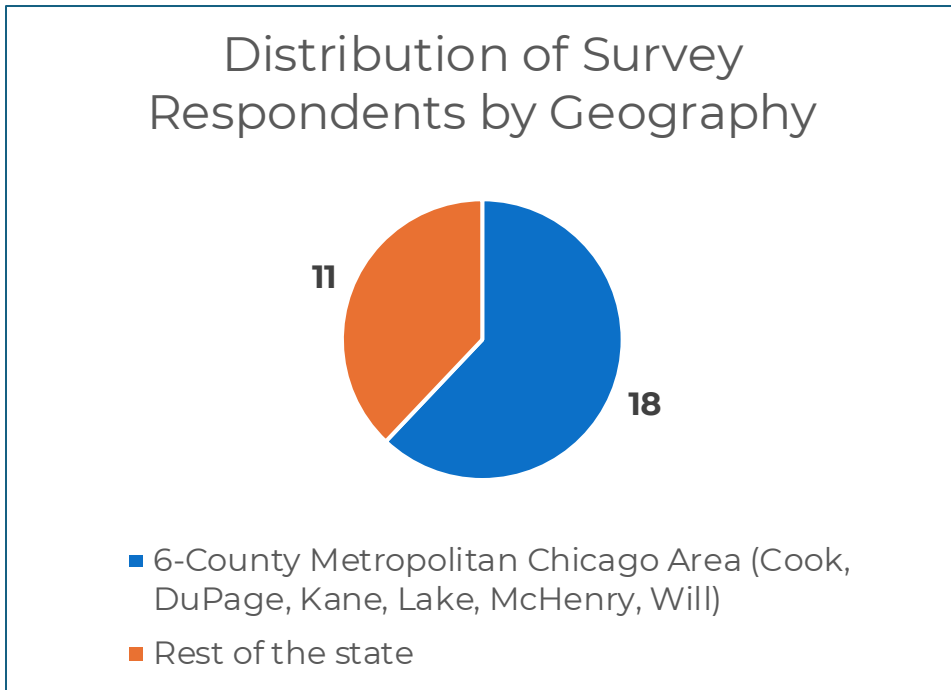 Distribution of Survey
Respondents by Geography
11
18
6-County Metropolitan Chicago Area (Cook,
DuPage, Kane, Lake, McHenry, Will)
Rest of the state